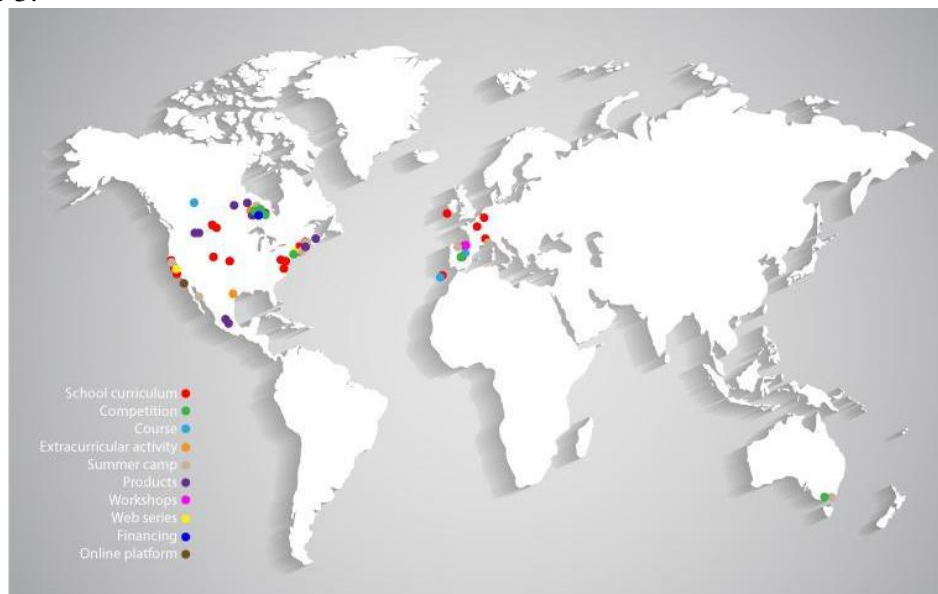 School curriculum
Competition
Course
Extracurricular activity
Summer camp
Products
Workshops
Web series
Financing
Online platform